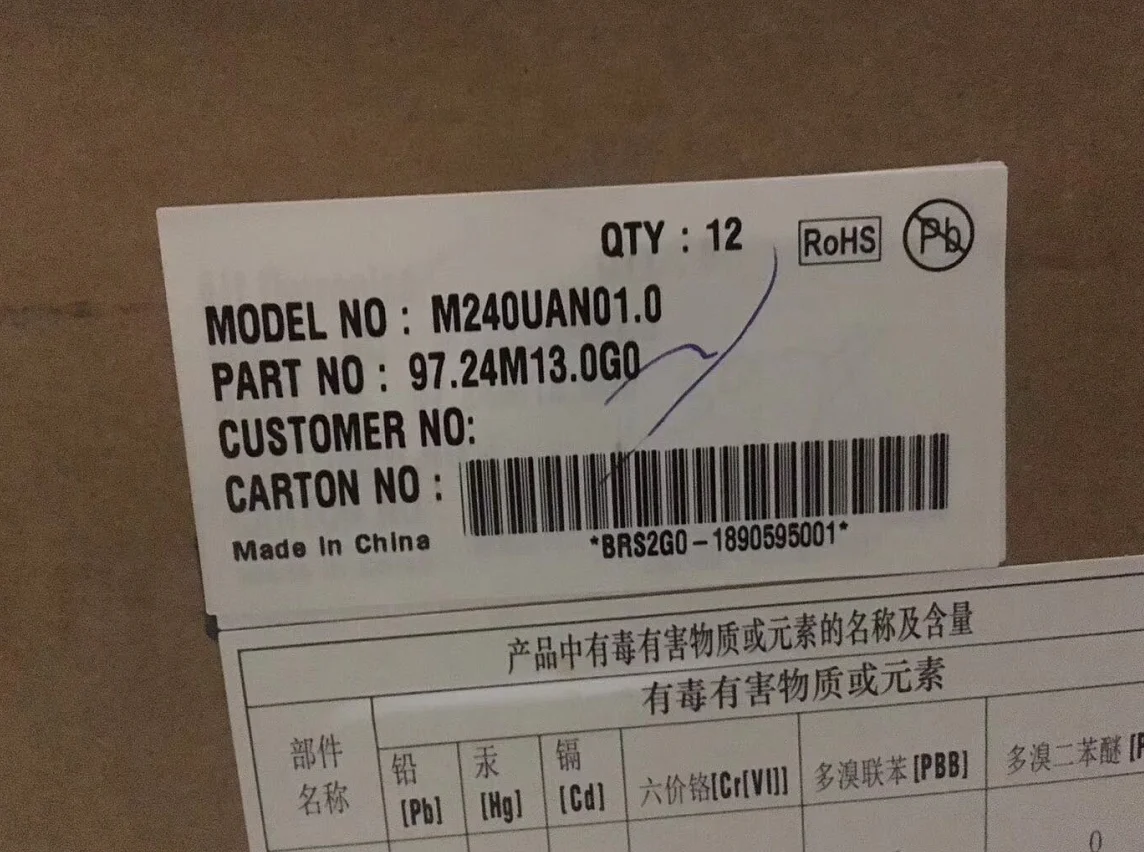 QTY : 12
RoHS
Pb
MODEL NO : M240UAN01.0
PART NO : 97.24M13.0G0
CUSTOMER NO:
CARTON NO :
*BRS2G0-1890595001*
Made in China
产品中有毒有害物质或元素的名称及含量
有毒有害物质或元素
部件
名称
铅
[Pb]
汞
[Hg]
镉
[Cd]
六价铬[Cr[VI]]
多溴联苯[PBB]
多溴二苯醚[P
0